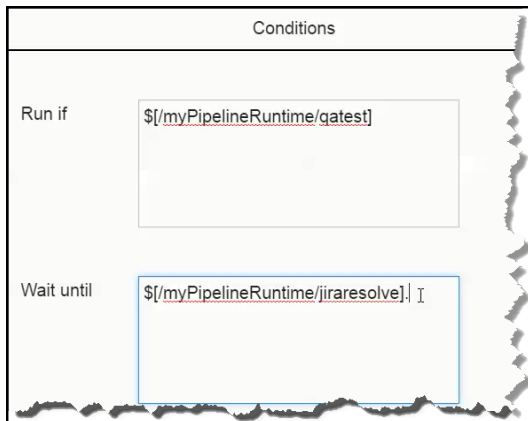 Conditions
Run if
$[/myPipelineRuntime/qatest]
Wait until
$[/myPipelineRuntime/jiraresolve].